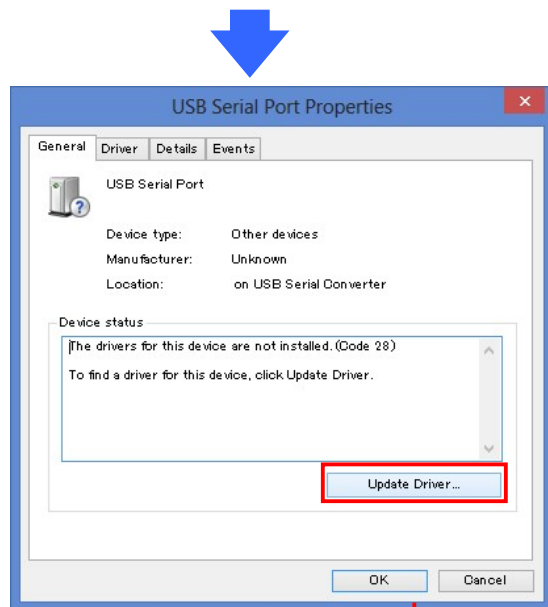 USB Serial Port Properties
General Driver Details Events
USB Serial Port
Device type: Other devices
Manufacturer: Unknown
Location: on USB Serial Converter
Device status
The drivers for this device are not installed. (Code 28)
To find a driver for this device, click Update Driver.
Update Driver...
OK Cancel